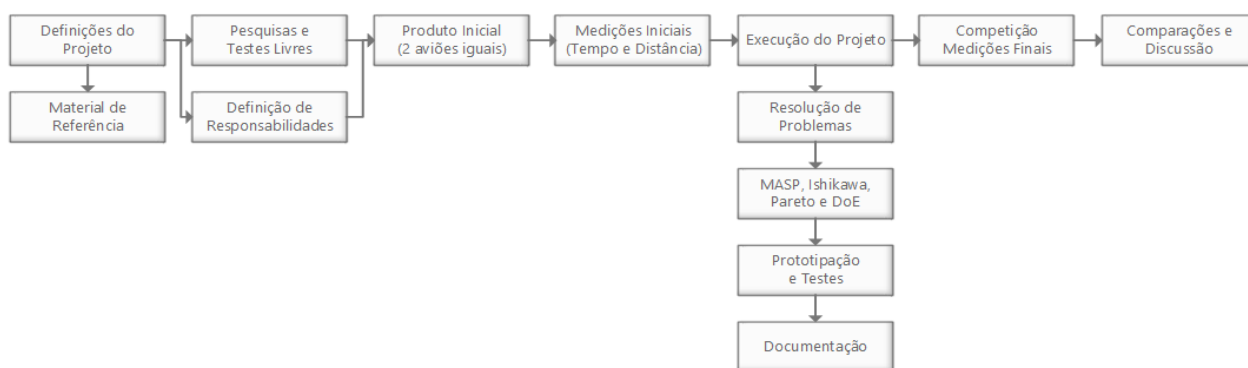 Definições do
Projeto
Pesquisas e
Testes Livres
Produto Inicial
(2 aviões iguais)
Medições Iniciais
(Tempo e Distância)
Execução do Projeto
Competição
Medições Finais
Comparações e
Discussão
Material de
Referência
Definição de
Responsabilidades
Resolução de
Problemas
MASP, Ishikawa,
Pareto e DoE
Prototipação
e Testes
Documentação